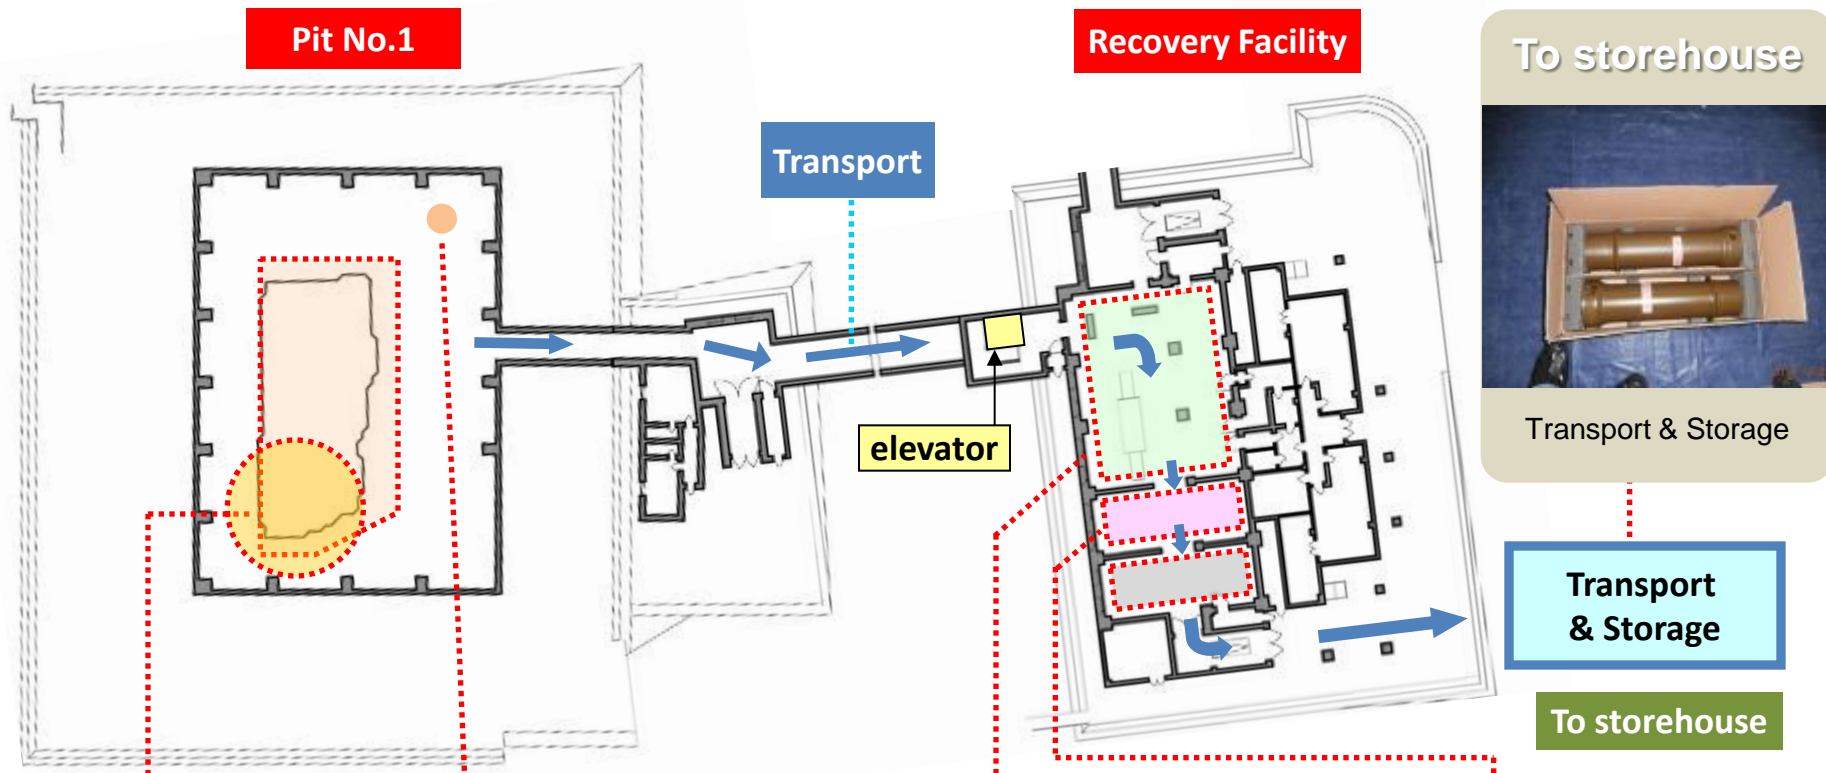 Pit No.1
Recovery Facility
To storehouse
Transport
elevator
Transport & Storage
Transport
& Storage
To storehouse